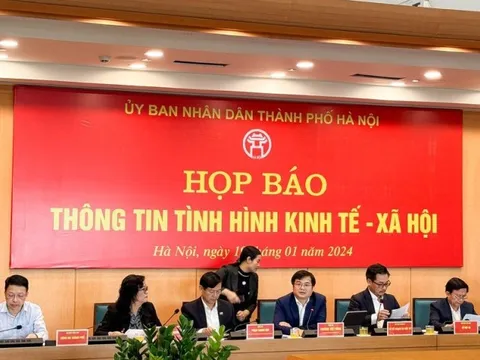 ỦY BAN NHÂN DÂN THÀNH PHỐ HÀ NỘI
HỌP BÁO
THÔNG TIN TÌNH HÌNH KINH TẾ - XÃ HỘI
Hà Nội, ngày 01 năm 2024